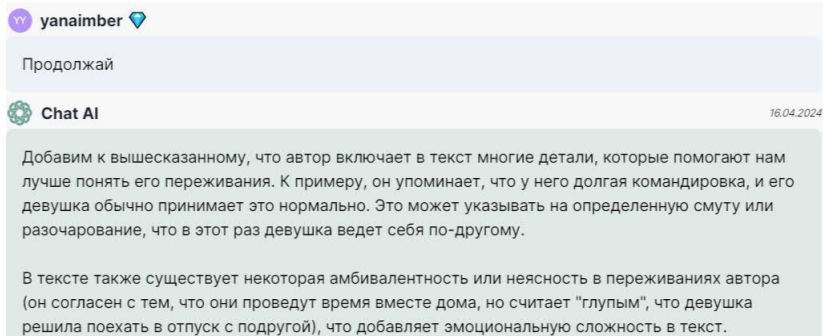 YY yanaimber
Продолжай
Chat AI
16.04.2024
Добавим к вышесказанному, что автор включает в текст многие детали, которые помогают нам
лучше понять его переживания. К примеру, он упоминает, что у него долгая командировка, и его
девушка обычно принимает это нормально. Это может указывать на определенную смуту или
разочарование, что в этот раз девушка ведет себя по-другому.
В тексте также существует некоторая амбивалентность или неясность в переживаниях автора
(он согласен с тем, что они проведут время вместе дома, но считает "глупым", что девушка
решила поехать в отпуск с подругой), что добавляет эмоциональную сложность в текст.